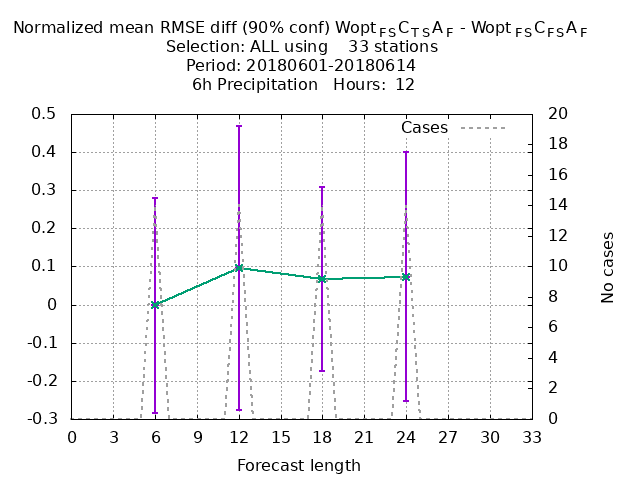 Normalized mean RMSE diff (90% conf) Wopt FS C T S A F - Wopt FS C FS A F
Selection: ALL using 33 stations
Period: 20180601-20180614
6h Precipitation Hours: 12
Cases
0.5
0.4
0.3
0.2
0.1
0
-0.1
-0.2
-0.3
20
18
16
14
12
10
8
6
4
2
0
No cases
0 3 6 9 12 15 18 21 24 27 30 33
Forecast length